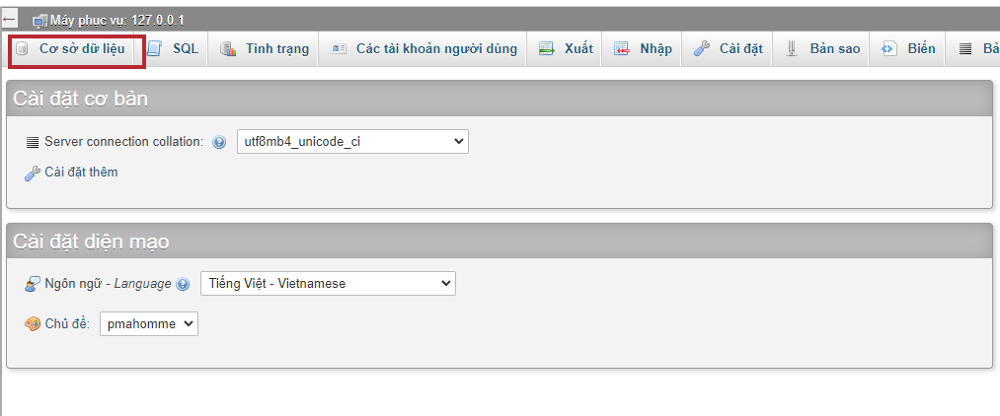 ← Máy phục vụ: 127.0.0.1
Cơ sở dữ liệu SQL Tình trạng Các tài khoản người dùng Xuất Nhập Cài đặt Bản sao Biến Bả
Cài đặt cơ bản
Server connection collation: utf8mb4_unicode_ci
Cài đặt thêm
Cài đặt diện mạo
Ngôn ngữ - Language Tiếng Việt - Vietnamese
Chủ đề: pmahomme